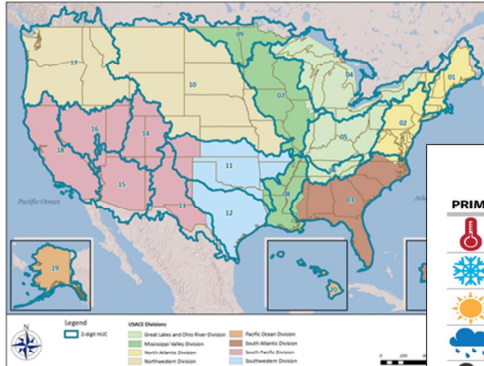 09
01
04
17
10
07
02
05
16
14
06
18
11
08
15
03
13
12
Pacific Ocean
PRIM
19
20
Legend
2-digit HUC
USACE Divisions
Great Lakes and Ohio River Division
Mississippi Valley Division
North Atlantic Division
Northwestern Division
Pacific Ocean Division
South Atlantic Division
South Pacific Division
Southwestern Division
N